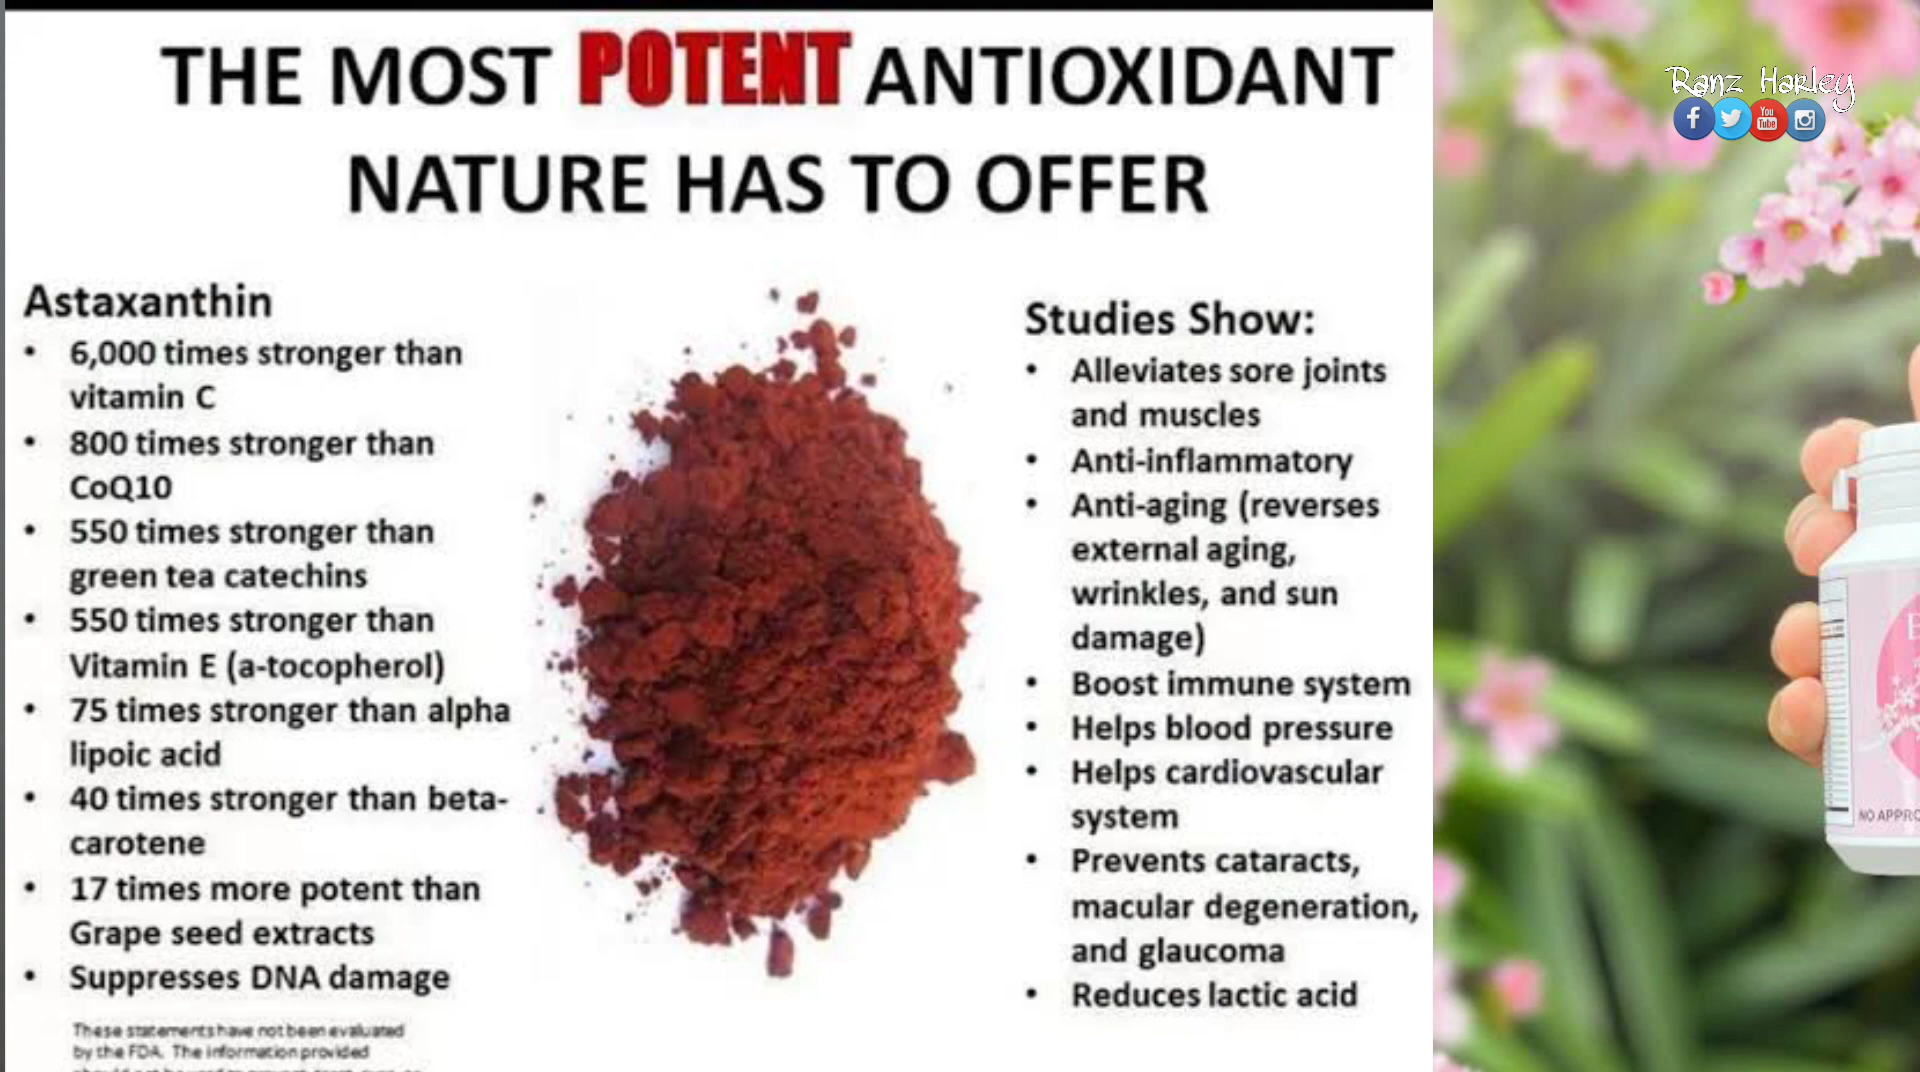 THE MOST POTENT ANTIOXIDANT
NATURE HAS TO OFFER
Astaxanthin
• 6,000 times stronger than
vitamin C
• 800 times stronger than
CoQ10
• 550 times stronger than
green tea catechins
• 550 times stronger than
Vitamin E (a-tocopherol)
• 75 times stronger than alpha
lipoic acid
• 40 times stronger than beta-
carotene
• 17 times more potent than
Grape seed extracts
• Suppresses DNA damage
These statements have not been evaluated
by the FDA. The information provided
Studies Show:
• Alleviates sore joints
and muscles
• Anti-inflammatory
• Anti-aging (reverses
external aging,
wrinkles, and sun
damage)
• Boost immune system
• Helps blood pressure
• Helps cardiovascular
system
• Prevents cataracts,
macular degeneration,
and glaucoma
• Reduces lactic acid
Ranz Harley
You
Tube
NO APPRO